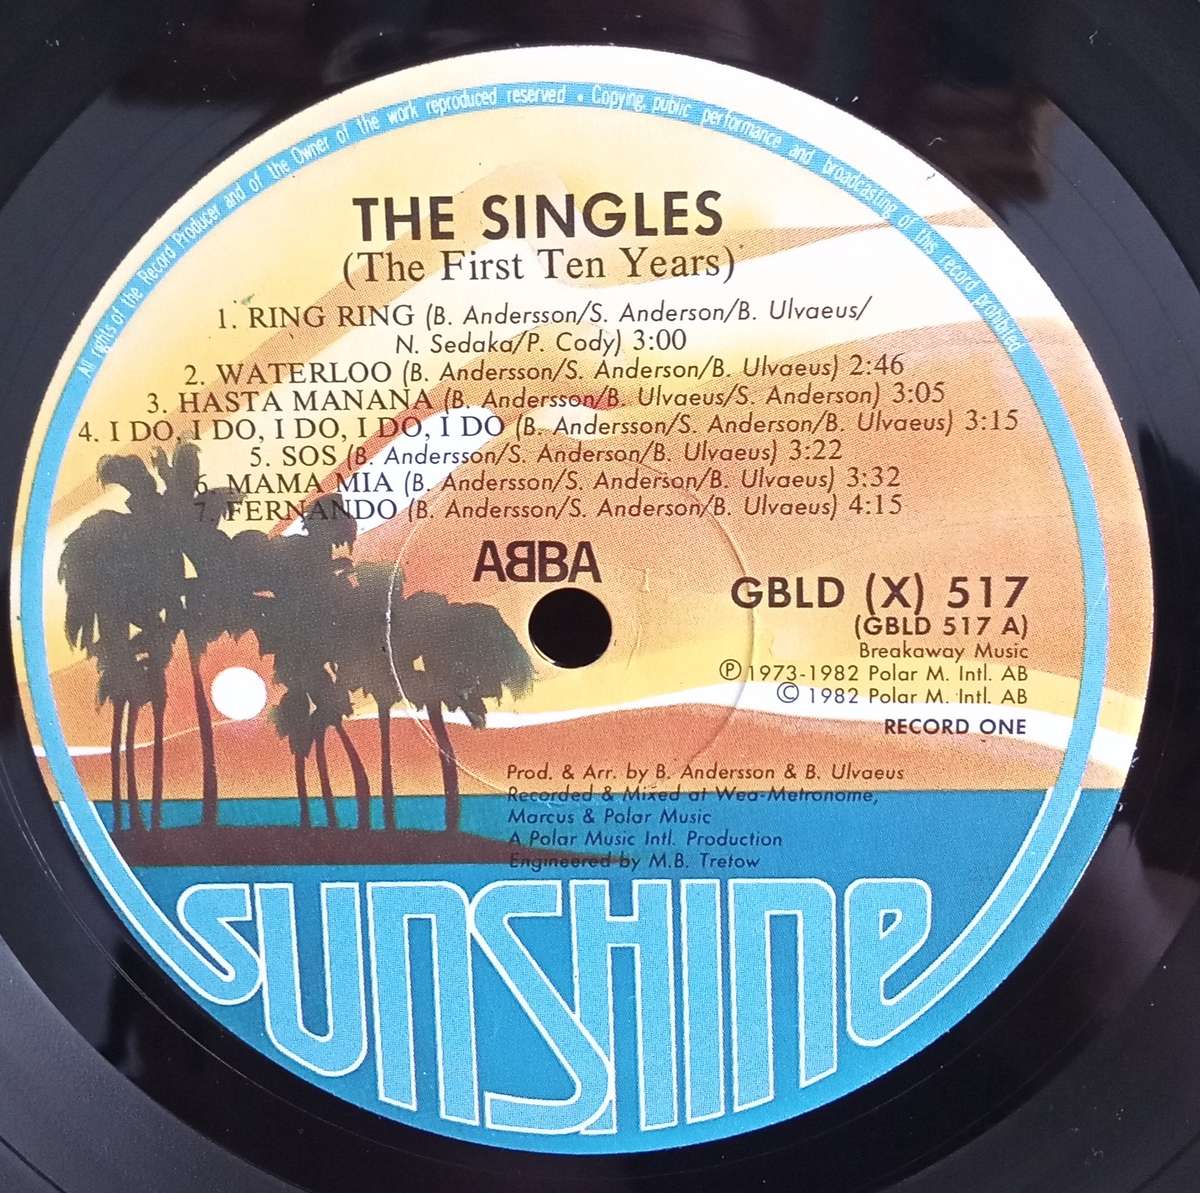 All rights of the Record Producer and of the Owner of the work reproduced reserved • Copying, public performance and broadcasting of this record prohibited
THE SINGLES
(The First Ten Years)
1. RING RING (B. Andersson/S. Anderson/B. Ulvaeus/
N. Sedaka/P. Cody) 3:00
2. WATERLOO (B. Andersson/S. Anderson/B. Ulvaeus) 2:46
3. HASTA MANANA (B. Andersson/B. Ulvaeus/S. Anderson) 3:05
4. I DO, I DO, I DO, I DO, I DO (B. Andersson/S. Anderson/B. Ulvaeus) 3:15
5. SOS (B. Andersson/S. Anderson/B. Ulvaeus) 3:22
6. MAMA MIA (B. Andersson/S. Anderson/B. Ulvaeus) 3:32
7. FERNANDO (B. Andersson/S. Anderson/B. Ulvaeus) 4:15
ABBA
GBLD (X) 517
(GBLD 517 A)
Breakaway Music
℗ 1973-1982 Polar M. Intl. AB
© 1982 Polar M. Intl. AB
RECORD ONE
Prod. & Arr. by B. Andersson & B. Ulvaeus
Recorded & Mixed at Wea-Metronome,
Marcus & Polar Music
A Polar Music Intl. Production
Engineered by M.B. Tretow
SUNSHINE